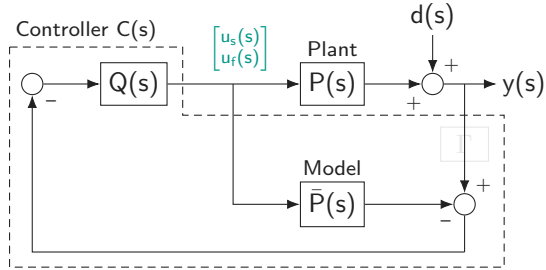 d(s)
Controller C(s)
u_s(s)
u_f(s)
Plant
+
Q(s)
P(s)
y(s)
−
+
Γ
Model
+
P̄(s)
−